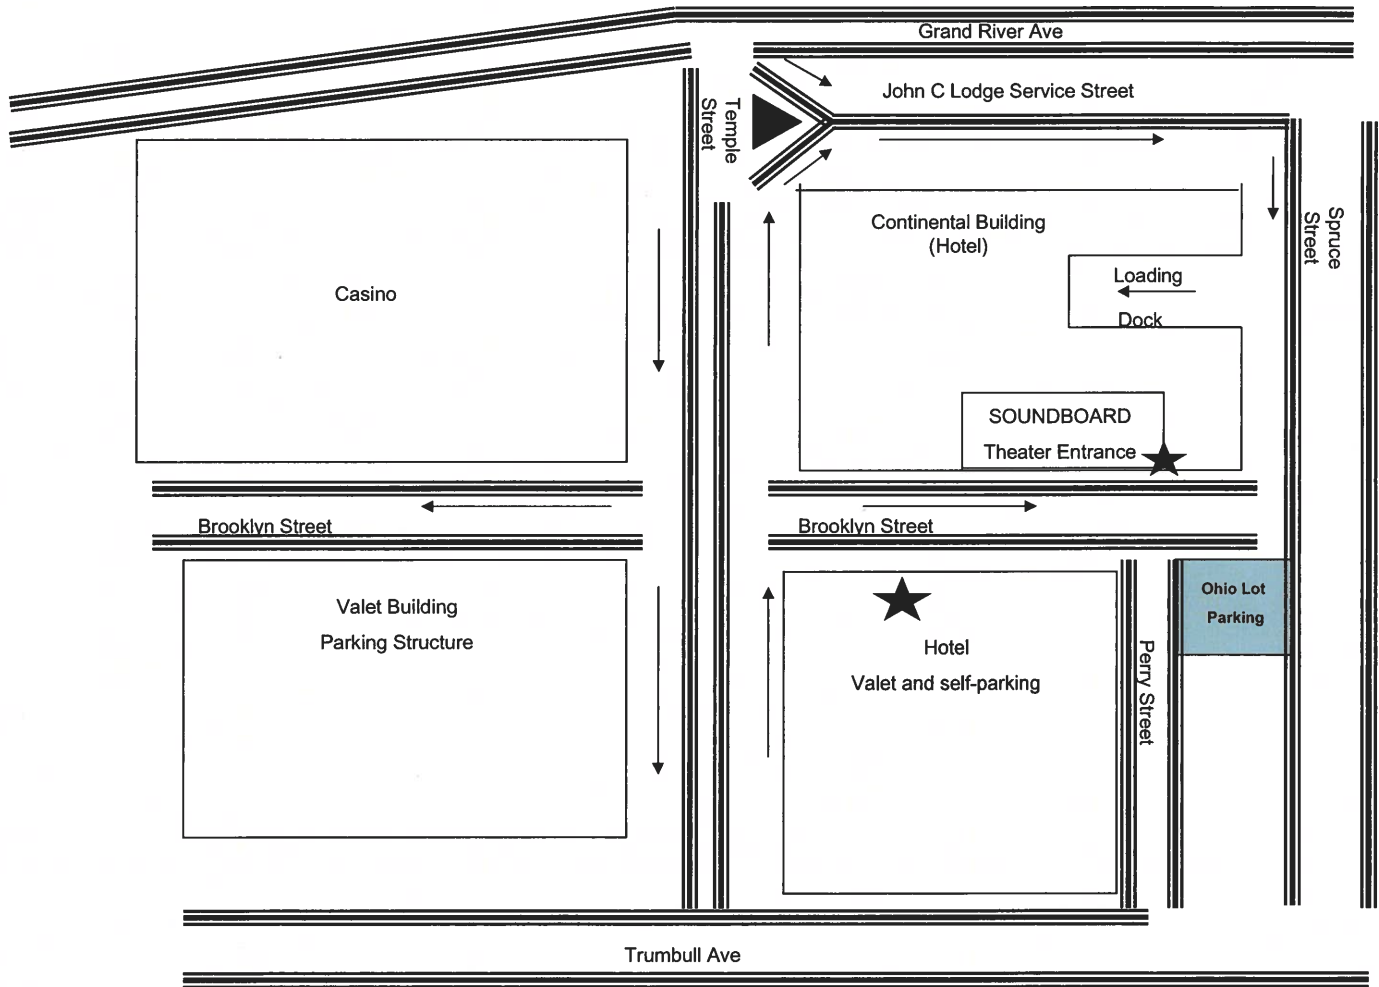 Grand River Ave
John C Lodge Service Street
Temple
Street
Spruce
Street
Continental Building
(Hotel)
Loading
Dock
Casino
SOUNDBOARD
Theater Entrance
Brooklyn Street
Brooklyn Street
Valet Building
Parking Structure
Hotel
Valet and self-parking
Perry Street
Ohio Lot
Parking
Trumbull Ave